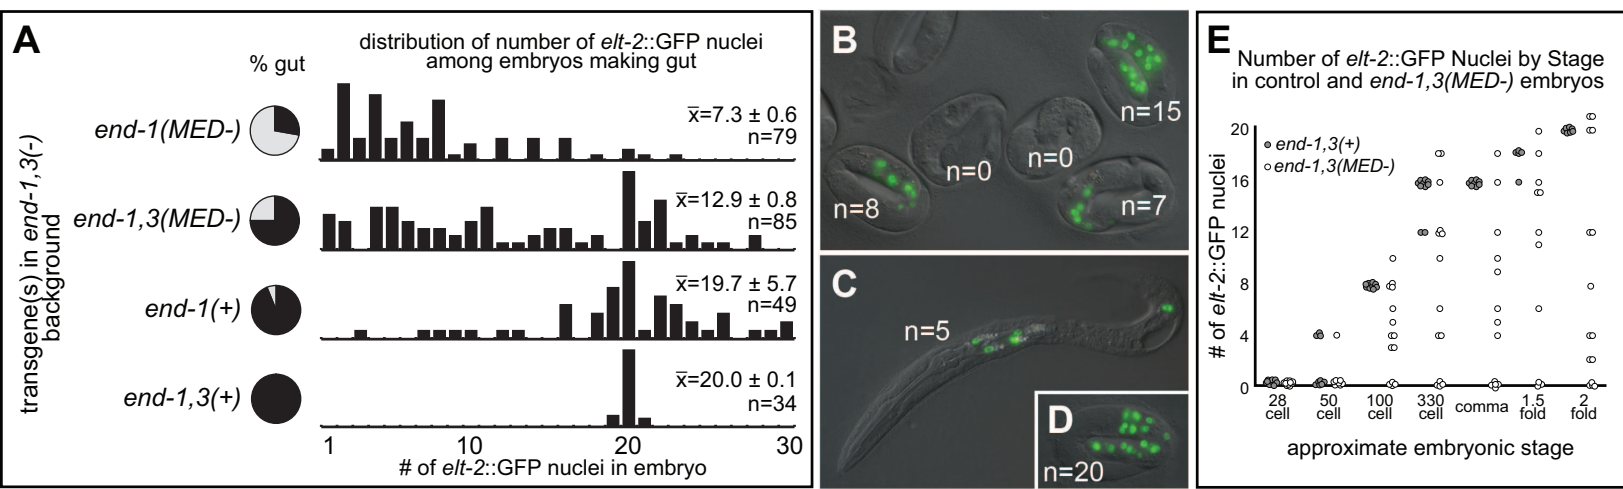 A
distribution of number of elt-2::GFP nuclei
among embryos making gut
% gut
transgene(s) in end-1,3(-)
background
end-1(MED-)
x̅=7.3 ± 0.6
n=79
end-1,3(MED-)
x̅=12.9 ± 0.8
n=85
end-1(+)
x̅=19.7 ± 5.7
n=49
end-1,3(+)
x̅=20.0 ± 0.1
n=34
1 10 20 30
# of elt-2::GFP nuclei in embryo
B
n=15
n=0
n=0
n=8
n=7
C
n=5
D
n=20
E
Number of elt-2::GFP Nuclei by Stage
in control and end-1,3(MED-) embryos
# of elt-2::GFP nuclei
20
16
12
8
4
0
end-1,3(+)
end-1,3(MED-)
28
cell
50
cell
100
cell
330
cell
comma
1.5
fold
2
fold
approximate embryonic stage